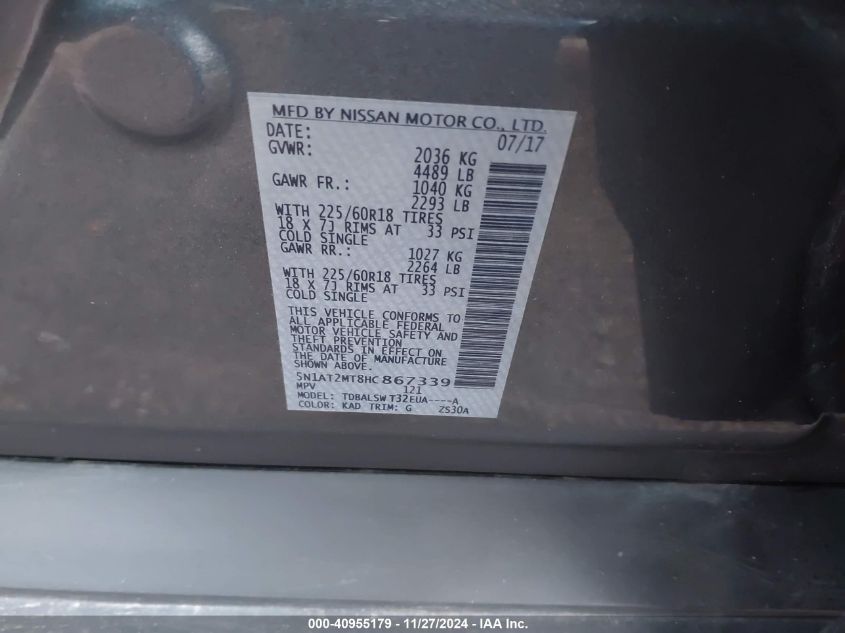 MFD BY NISSAN MOTOR CO., LTD.
DATE: 07/17
GVWR: 2036 KG
4489 LB
GAWR FR.: 1040 KG
2293 LB
WITH 225/60R18 TIRES
18 X 7J RIMS AT 33 PSI
COLD SINGLE
GAWR RR.: 1027 KG
2264 LB
WITH 225/60R18 TIRES
18 X 7J RIMS AT 33 PSI
COLD SINGLE
THIS VEHICLE CONFORMS TO
ALL APPLICABLE FEDERAL
MOTOR VEHICLE SAFETY AND
THEFT PREVENTION
STANDARDS IN EFFECT ON
THE DATE OF MANUFACTURE
SHOWN ABOVE.
5N1AT2MT8HC867339
MPV 121
MODEL: TDBALSW T32EUA----A
COLOR: KAD TRIM: G ZS30A
000-40955179 - 11/27/2024 - IAA Inc.